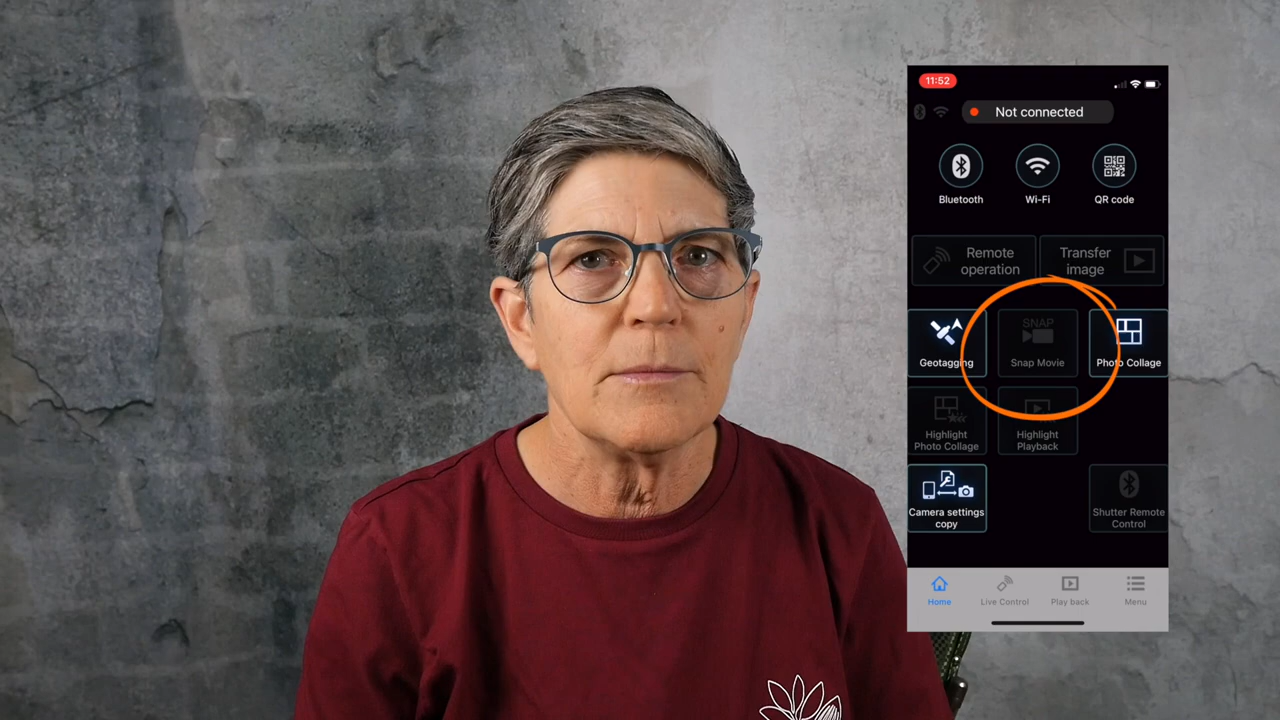 11:52
Not connected
Bluetooth
Wi-Fi
QR code
Remote
operation
Transfer
image
SNAP
Geotagging
Snap Movie
Photo Collage
Highlight
Photo Collage
Highlight
Playback
Camera settings
copy
Shutter Remote
Control
Home
Live Control
Play back
Menu